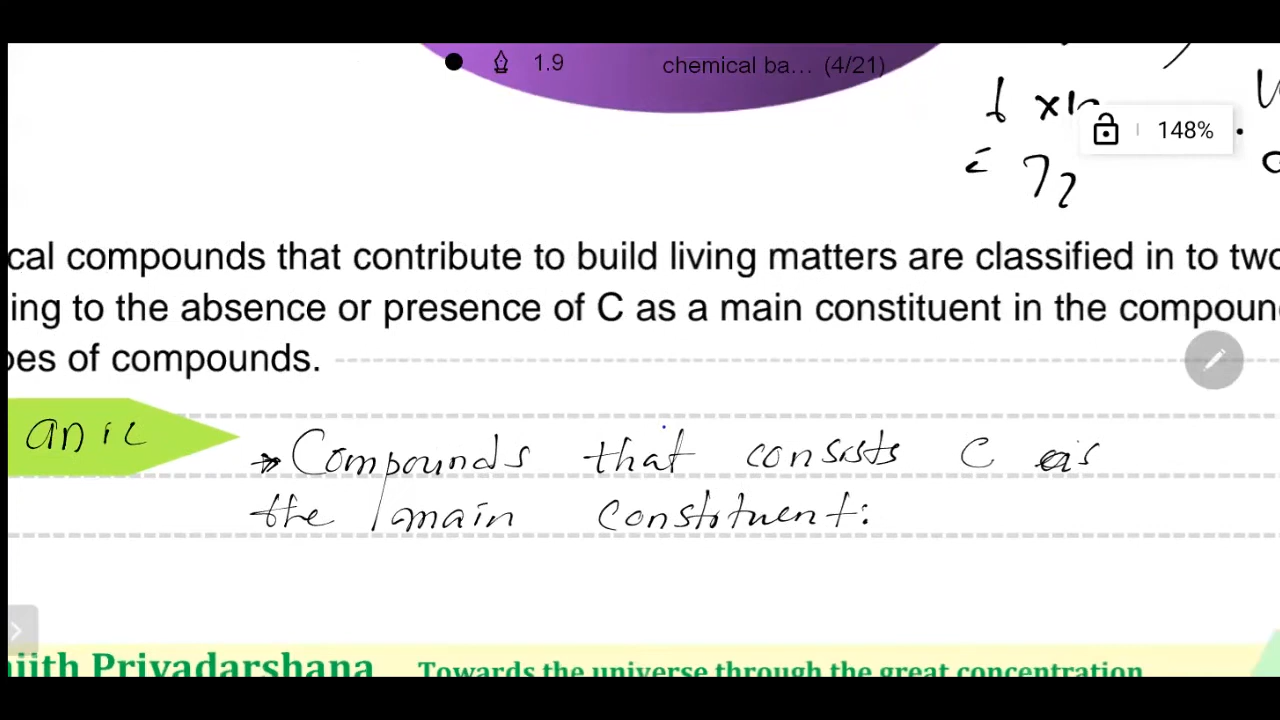 1.9 chemical ba... (4/21)
148%
cal compounds that contribute to build living matters are classified in to two
ing to the absence or presence of C as a main constituent in the compoun
pes of compounds.
anic
Compounds that consists C as
the main constituent:
jith Priyadarshana Towards the universe through the great concentration